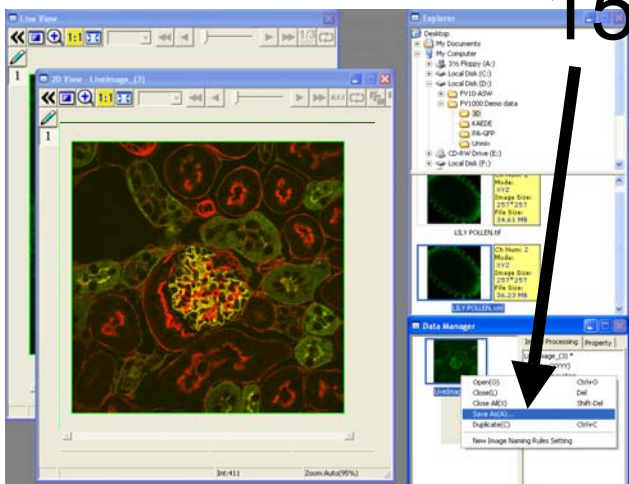 15
Live View
1:1
1/3
1
2D View - LiveImage_(3)
1:1
1
Int:411
Zoom:Auto(95%)
Explorer
Desktop
My Documents
My Computer
3½ Floppy (A:)
Local Disk (C:)
Local Disk (D:)
FV10-ASW
FV1000 Demo data
3D
KAEDE
PA-GFP
Unmix
CD-RW Drive (E:)
Local Disk (F:)
Mode:
XYZ
Image Size:
257*257
File Size:
34.61 MB
LILY POLLEN.tif
Ch Num: 2
Mode:
XYZ
Image Size:
257*257
File Size:
36.23 MB
LILY POLLEN.xml
Data Manager
Processing
Property
Open(O) Ctrl+O
Close(L) Del
Close All(X) Shift-Del
Save As(A)...
Duplicate(C) Ctrl+C
New Image Naming Rules Setting